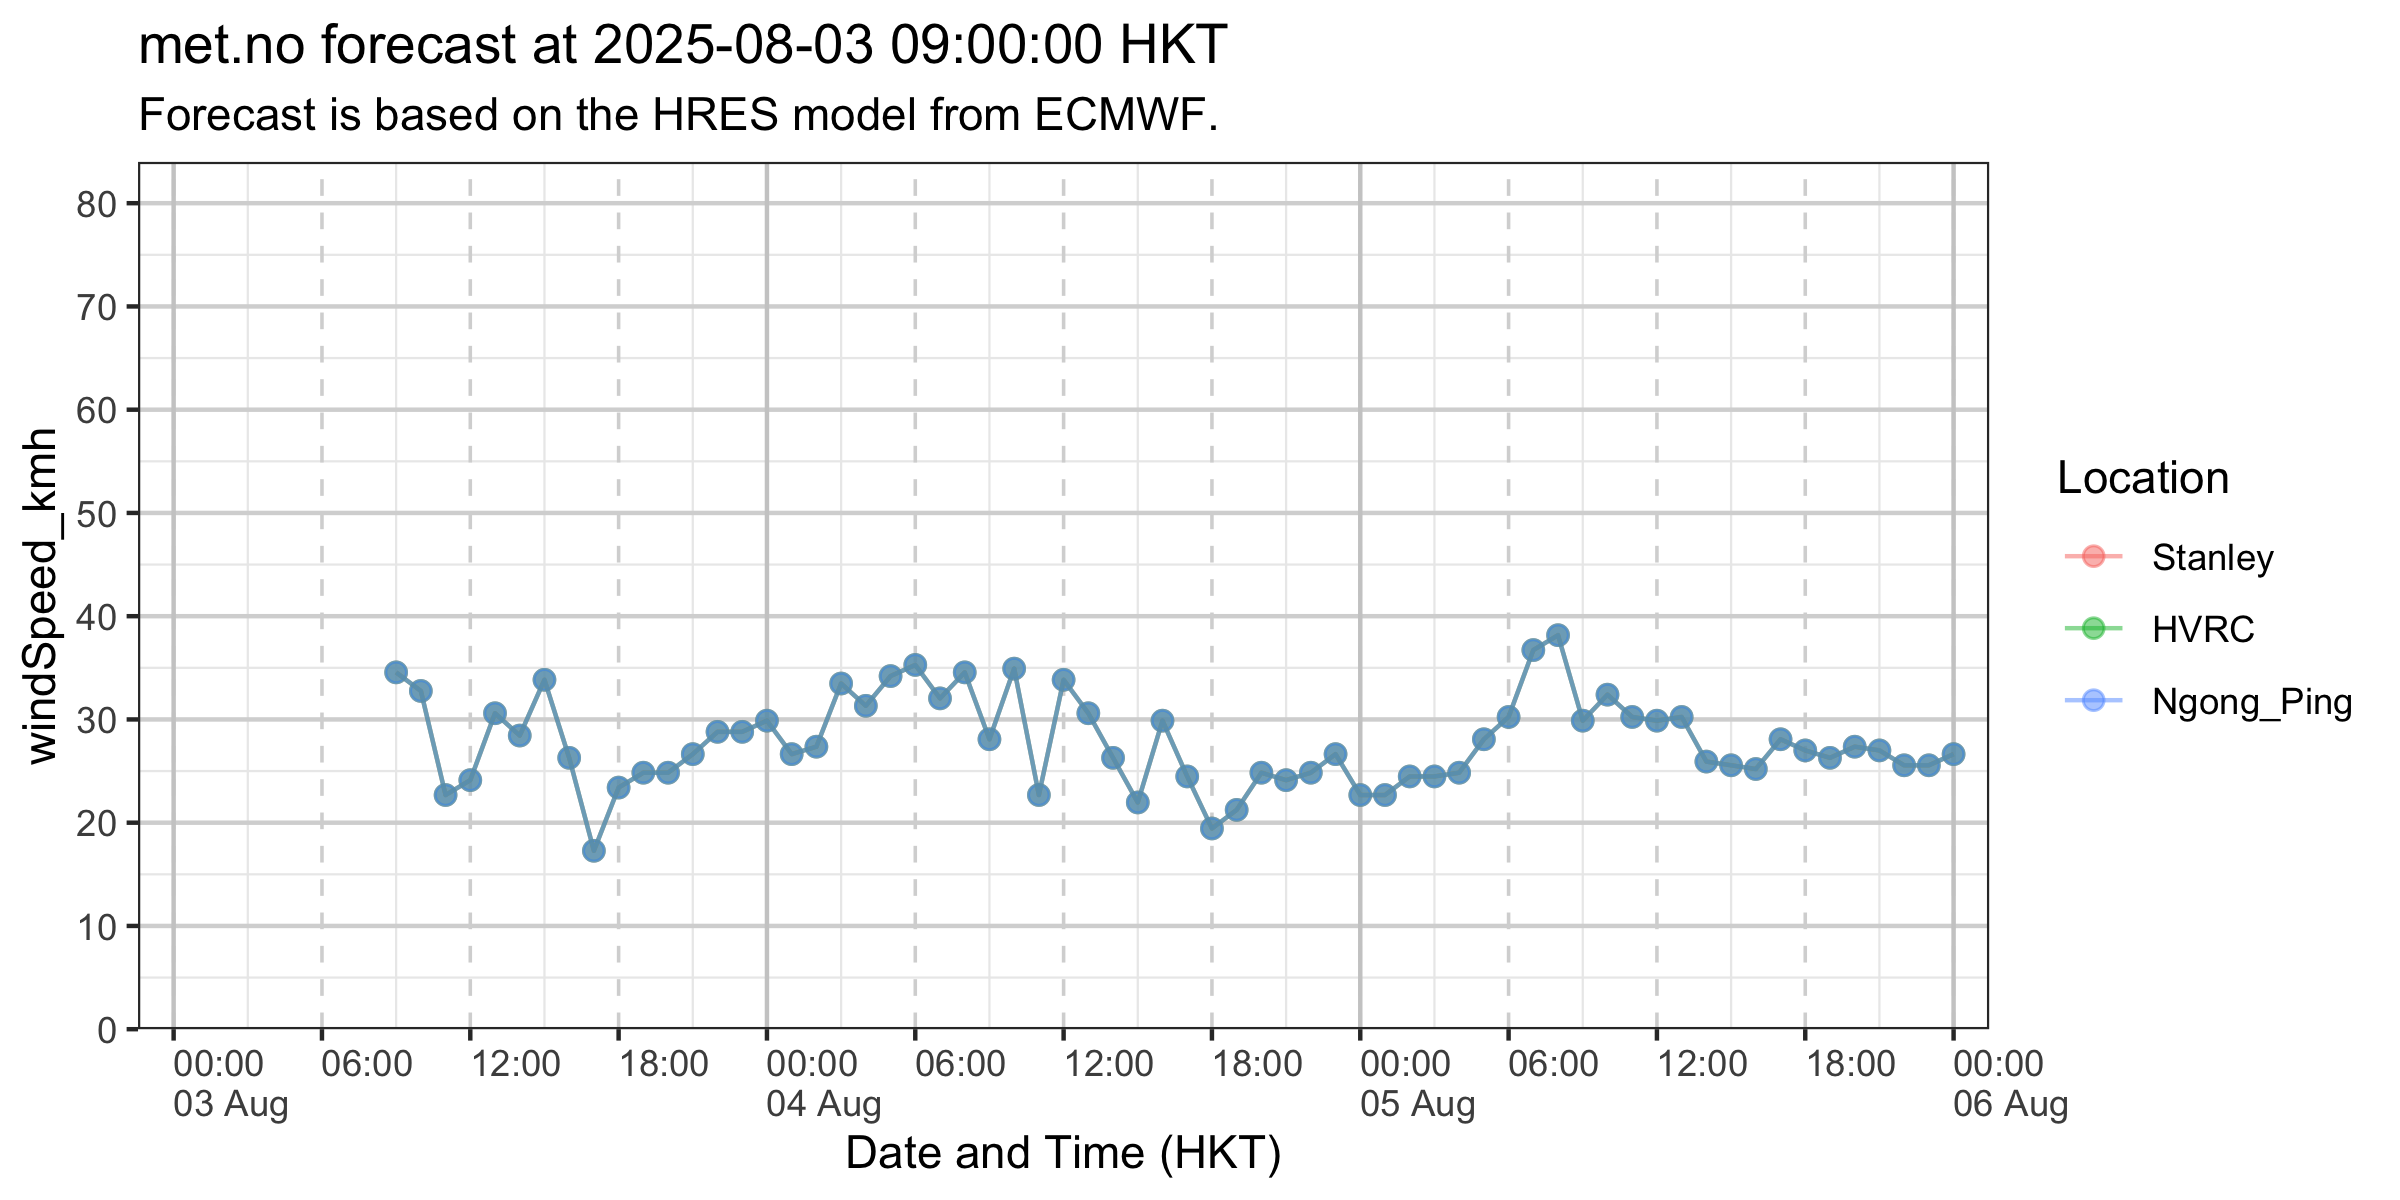 met.no forecast at 2025-08-03 09:00:00 HKT
Forecast is based on the HRES model from ECMWF.
windSpeed_kmh
80
70
60
50
40
30
20
10
0
00:00 06:00 12:00 18:00 00:00 06:00 12:00 18:00 00:00 06:00 12:00 18:00 00:00
03 Aug 04 Aug 05 Aug 06 Aug
Date and Time (HKT)
Location
Stanley
HVRC
Ngong_Ping